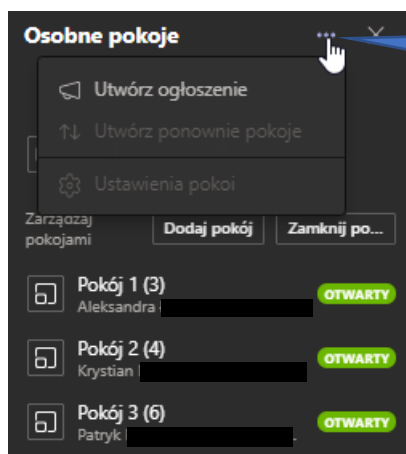 Osobne pokoje
Utwórz ogłoszenie
Utwórz ponownie pokoje
Ustawienia pokoi
Zarządzaj
pokojami
Dodaj pokój
Zamknij po...
Pokój 1 (3)
OTWARTY
Aleksandra
Pokój 2 (4)
OTWARTY
Krystian
Pokój 3 (6)
OTWARTY
Patryk